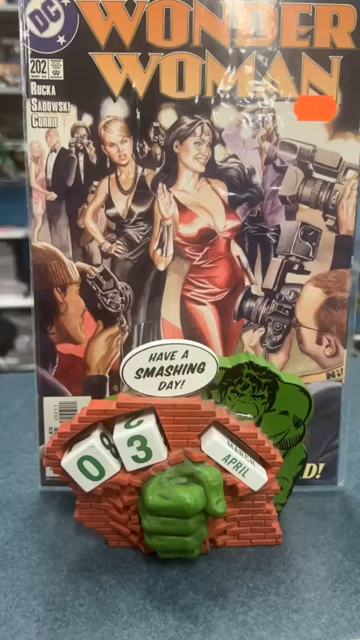 DC
WONDER
WOMAN
202
RUCKA
SADOWSKI
CURRIE
HAVE A
SMASHING
DAY!
0
3
MARCH
APRIL
D!